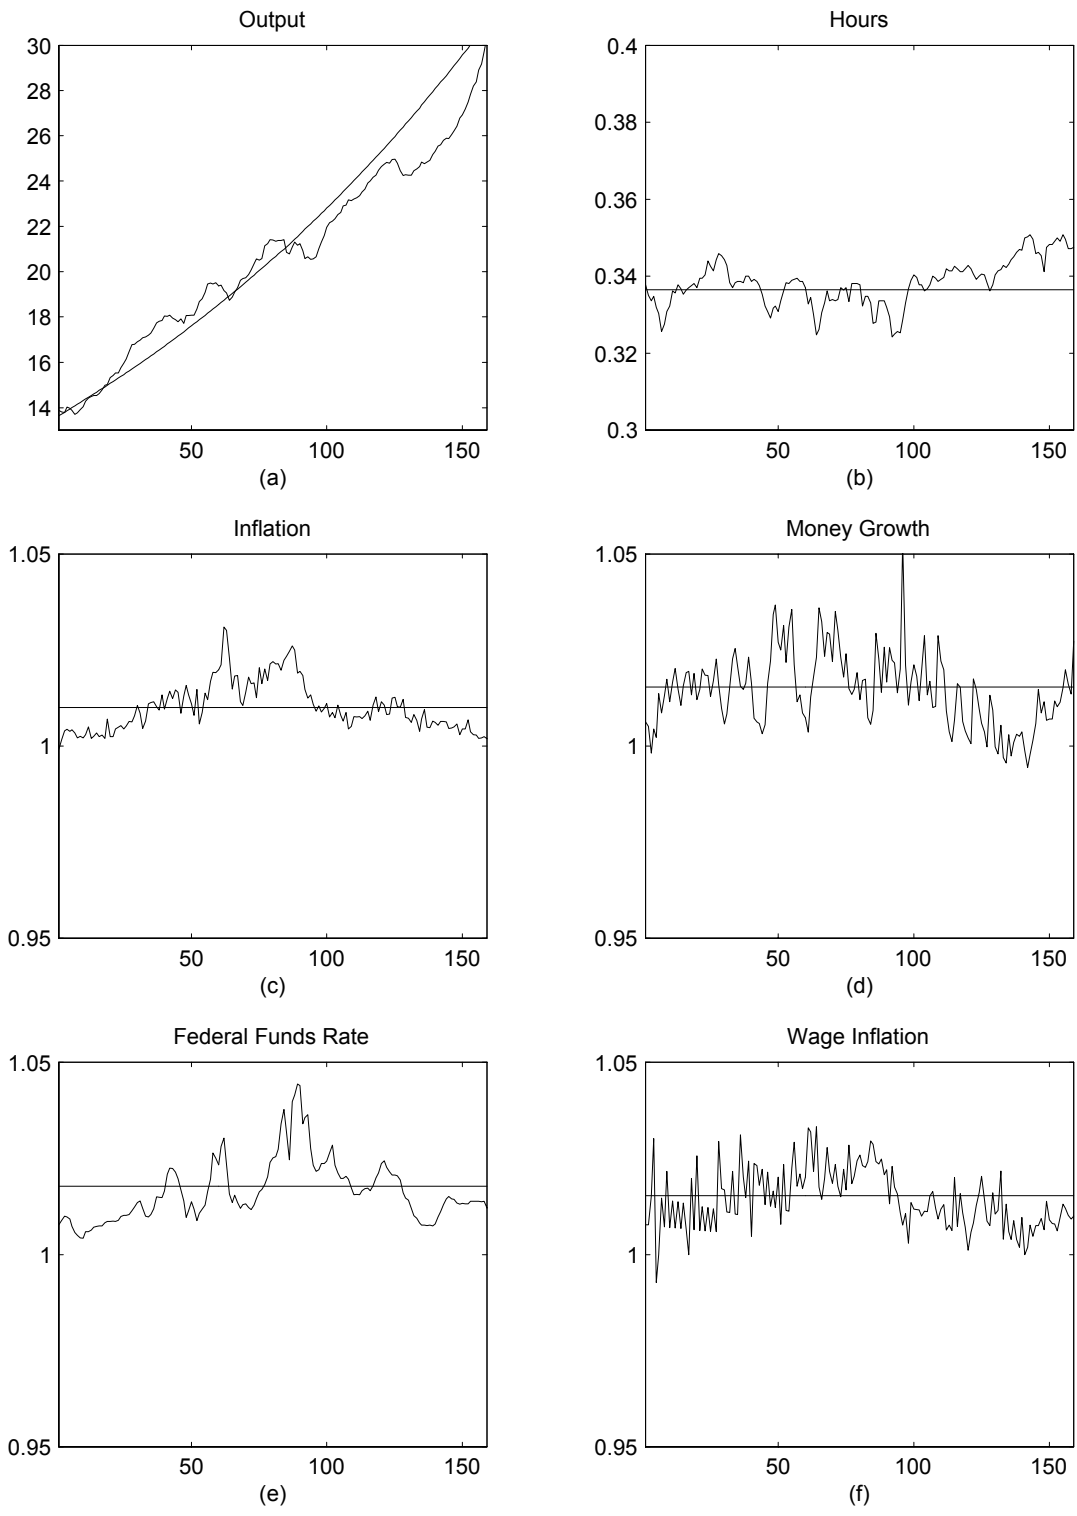 Output
30
28
26
24
22
20
18
16
14
50 100 150
(a)
Hours
0.4
0.38
0.36
0.34
0.32
0.3
50 100 150
(b)
Inflation
1.05
1
0.95
50 100 150
(c)
Money Growth
1.05
1
0.95
50 100 150
(d)
Federal Funds Rate
1.05
1
0.95
50 100 150
(e)
Wage Inflation
1.05
1
0.95
50 100 150
(f)